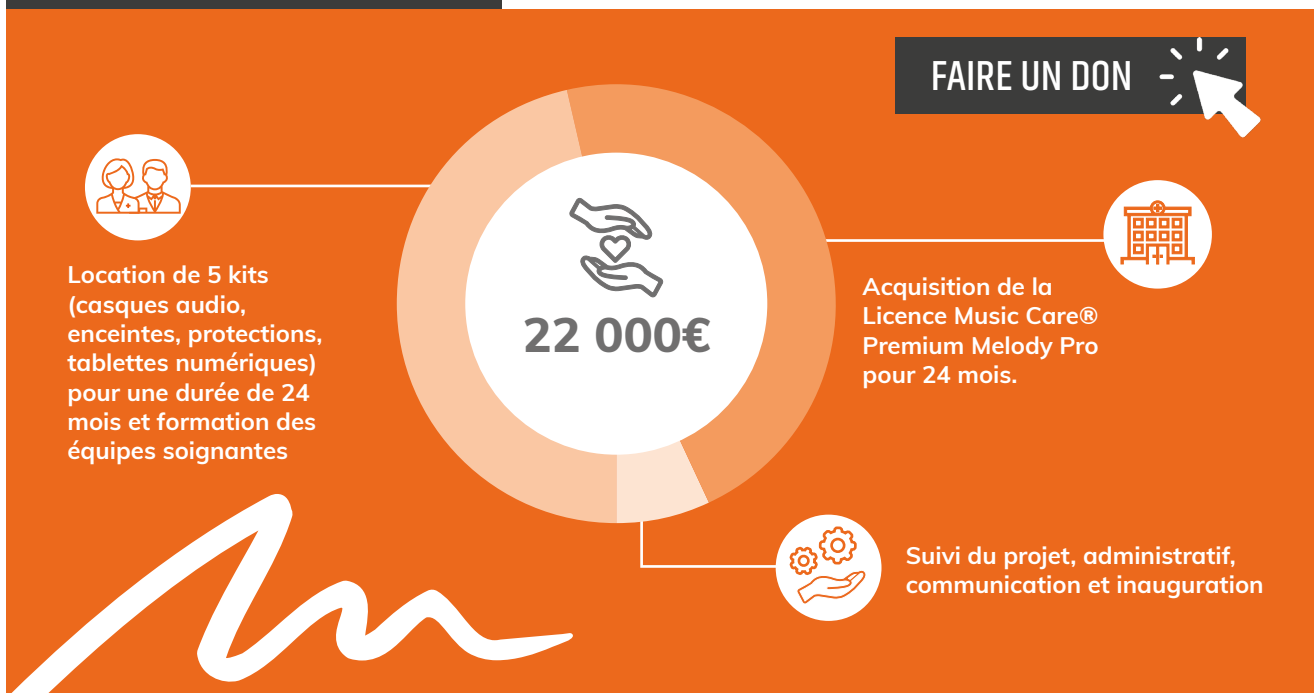 FAIRE UN DON
Location de 5 kits
(casques audio,
enceintes, protections,
tablettes numériques)
pour une durée de 24
mois et formation des
équipes soignantes
22 000€
Acquisition de la
Licence Music Care®
Premium Melody Pro
pour 24 mois.
Suivi du projet, administratif,
communication et inauguration